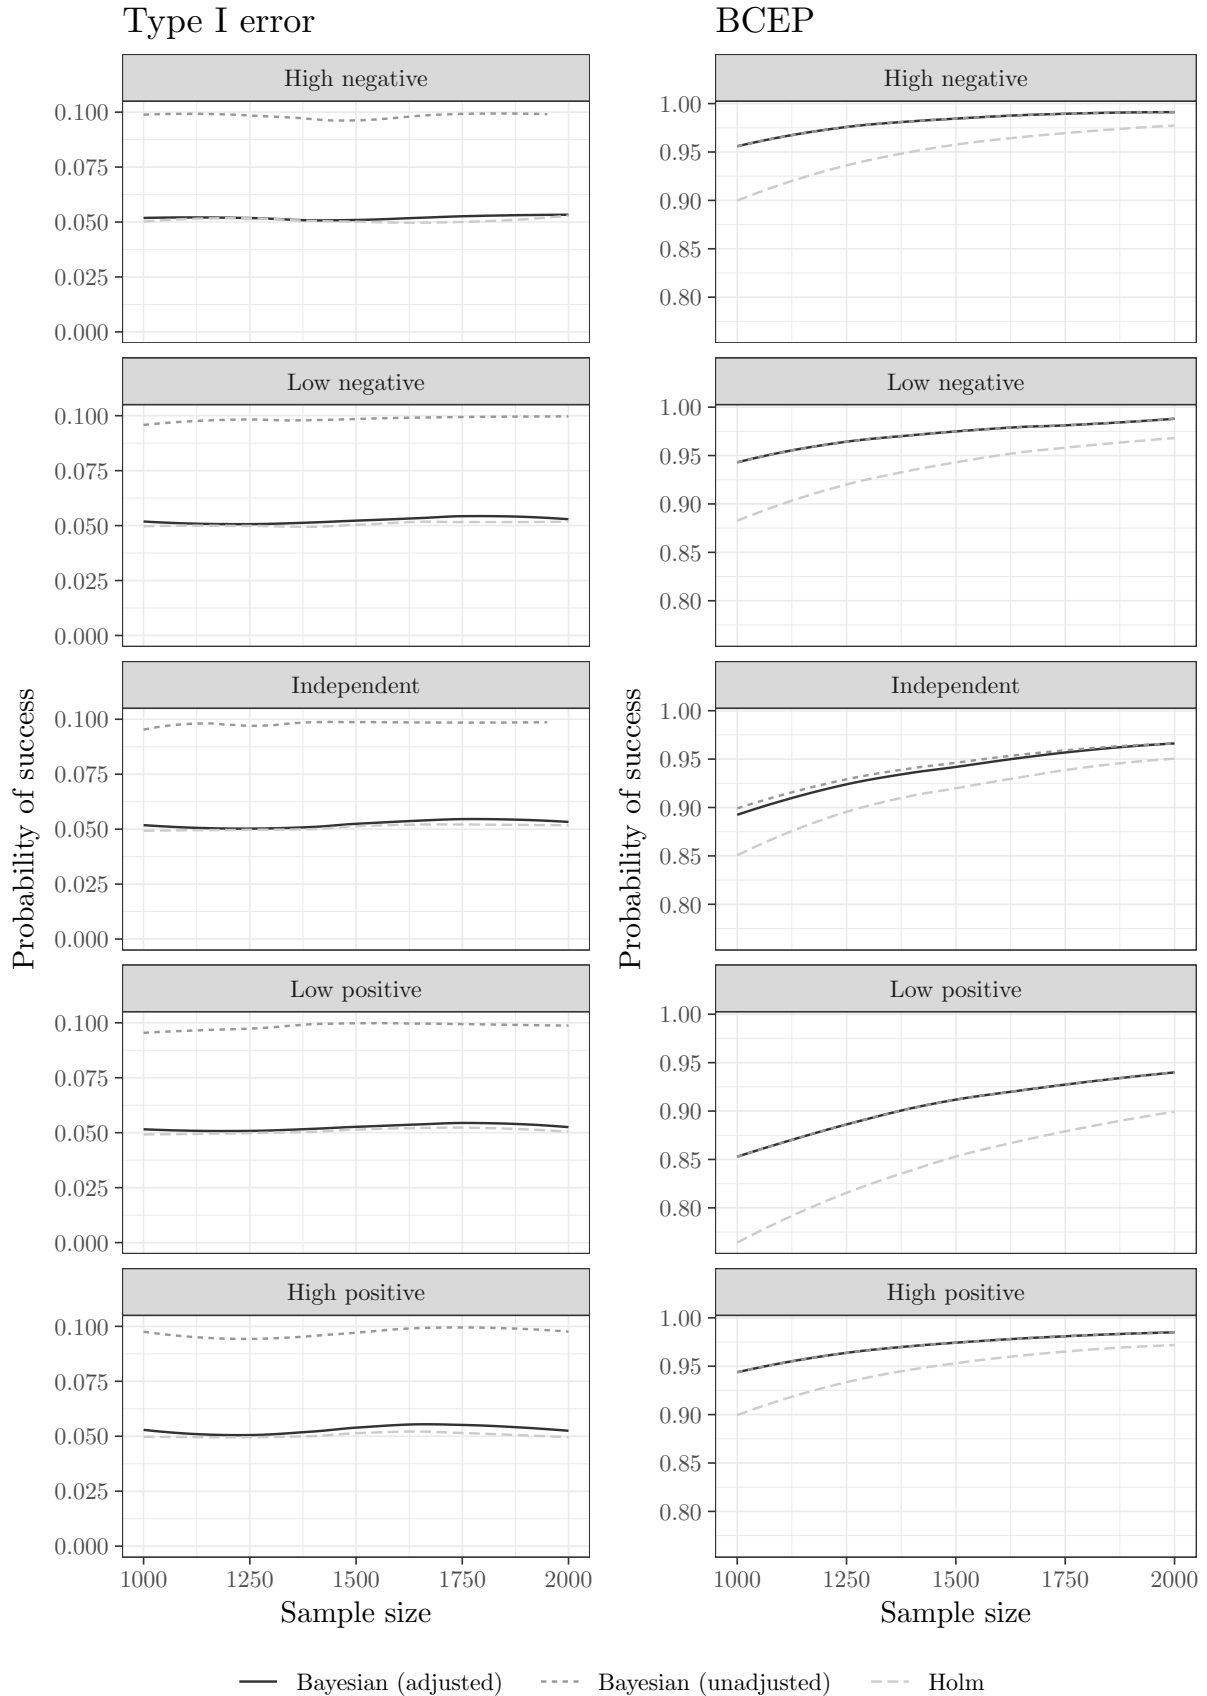 Type I error
High negative
0.100
0.075
0.050
0.025
0.000
Low negative
0.100
0.075
0.050
0.025
0.000
Independent
0.100
0.075
0.050
0.025
0.000
Low positive
0.100
0.075
0.050
0.025
0.000
High positive
0.100
0.075
0.050
0.025
0.000
1000 1250 1500 1750 2000
Sample size
Probability of success
BCEP
High negative
1.00
0.95
0.90
0.85
0.80
Low negative
1.00
0.95
0.90
0.85
0.80
Independent
1.00
0.95
0.90
0.85
0.80
Low positive
1.00
0.95
0.90
0.85
0.80
High positive
1.00
0.95
0.90
0.85
0.80
1000 1250 1500 1750 2000
Sample size
Probability of success
Bayesian (adjusted) Bayesian (unadjusted) Holm